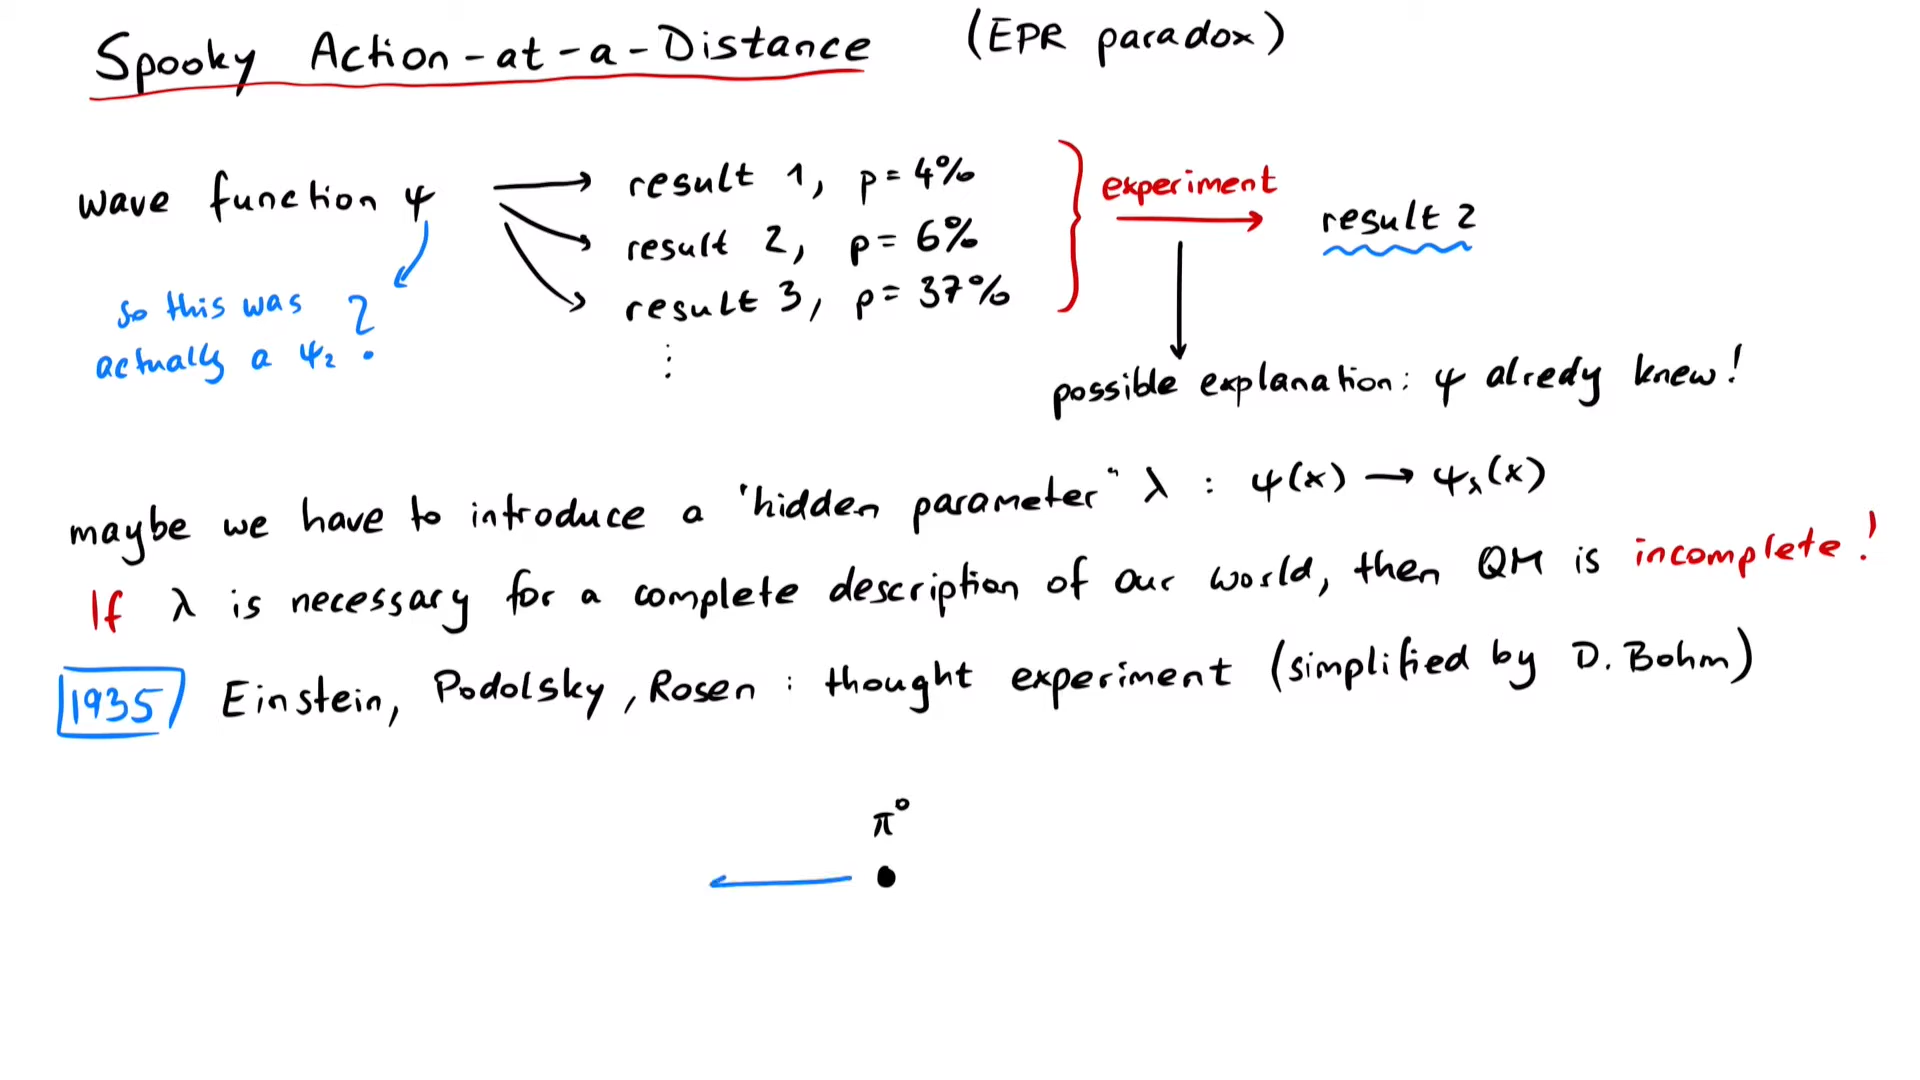 Spooky Action-at-a-Distance (EPR paradox)
wave function ψ
result 1, p = 4%
result 2, p = 6%
result 3, p = 37%
⋮
experiment
result 2
so this was
actually a ψ₂ ?
possible explanation: ψ alredy knew!
maybe we have to introduce a "hidden parameter" λ : ψ(x) → ψ_λ(x)
If λ is necessary for a complete description of our world, then QM is incomplete!
1935 Einstein, Podolsky, Rosen : thought experiment (simplified by D. Bohm)
π⁰